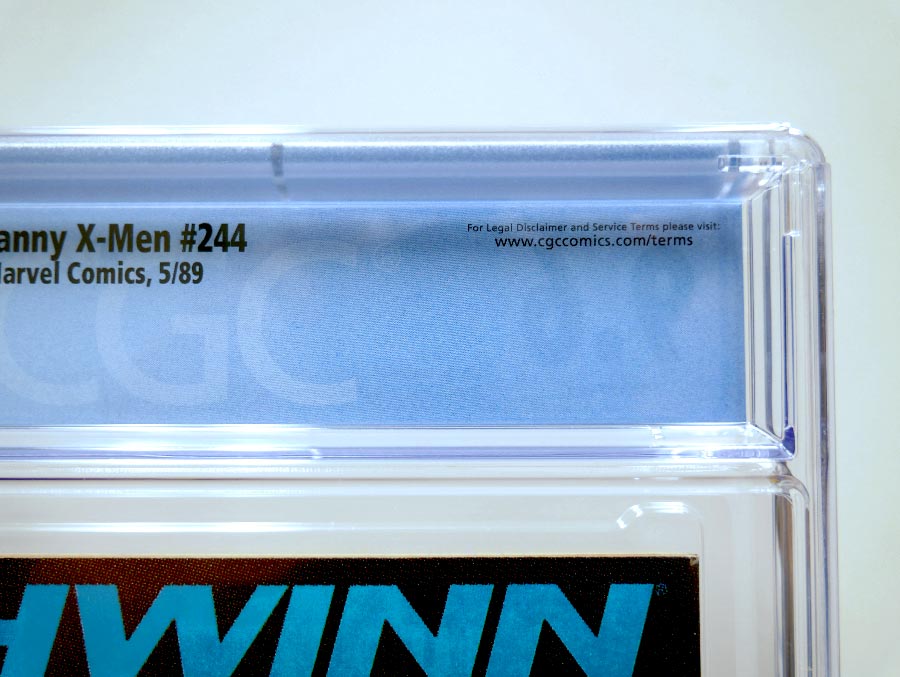 anny X-Men #244
Marvel Comics, 5/89
For Legal Disclaimer and Service Terms please visit:
www.cgccomics.com/terms
CGC®
HWINN®